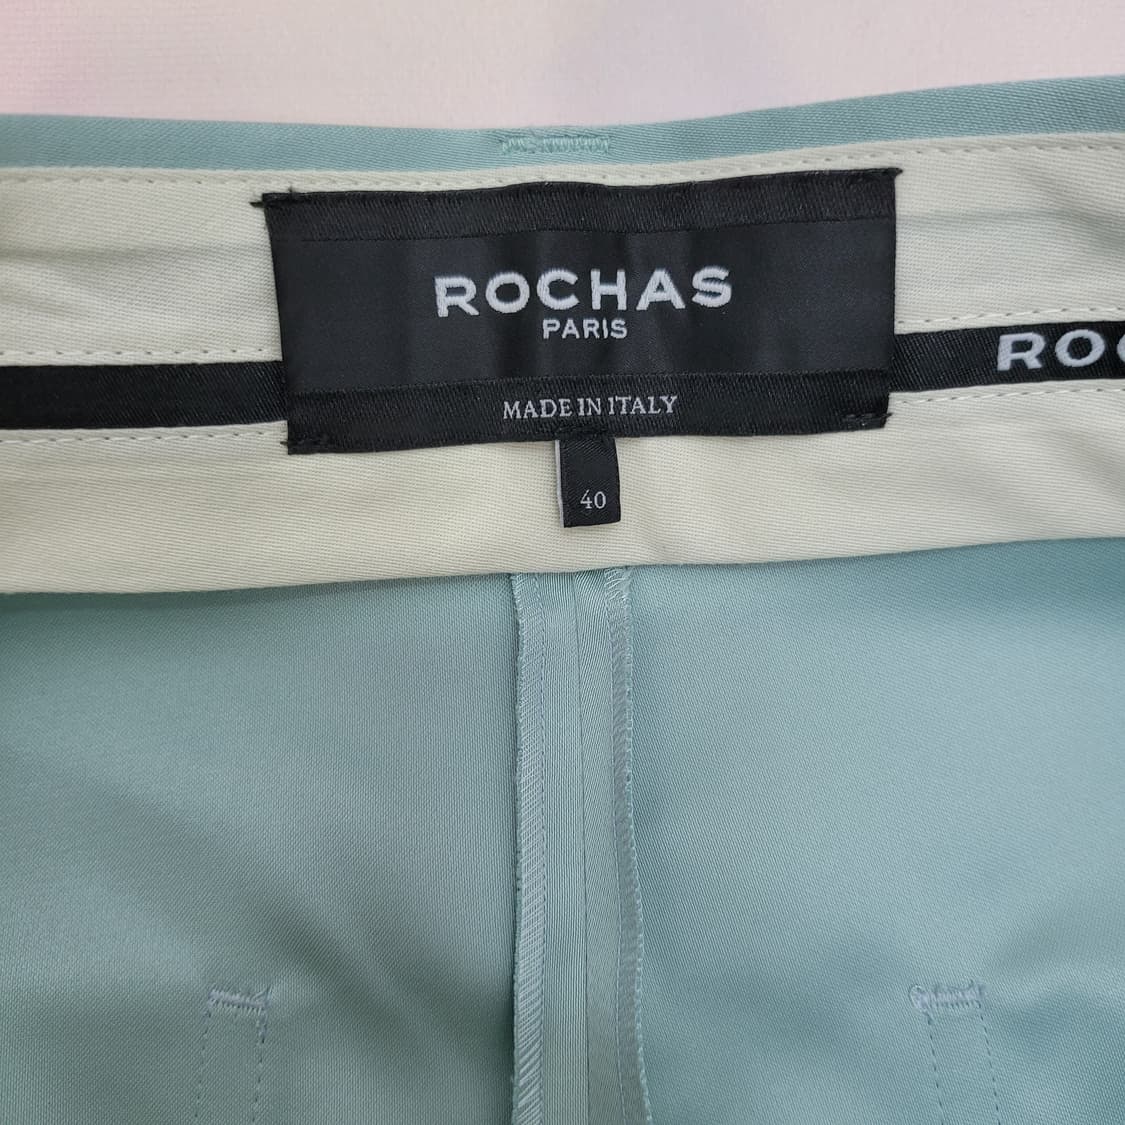 ROCHAS
PARIS
MADE IN ITALY
40
ROC